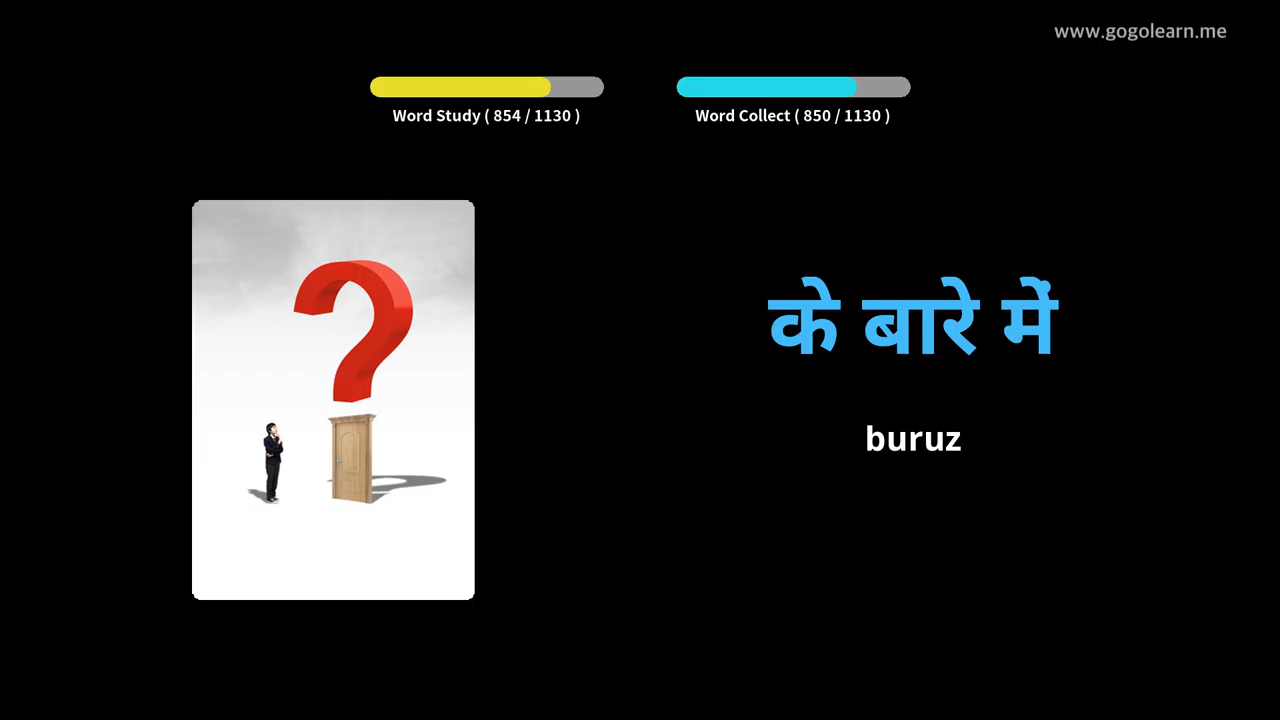 www.gogolearn.me
Word Study ( 854 / 1130 )
Word Collect ( 850 / 1130 )
के बारे में
buruz